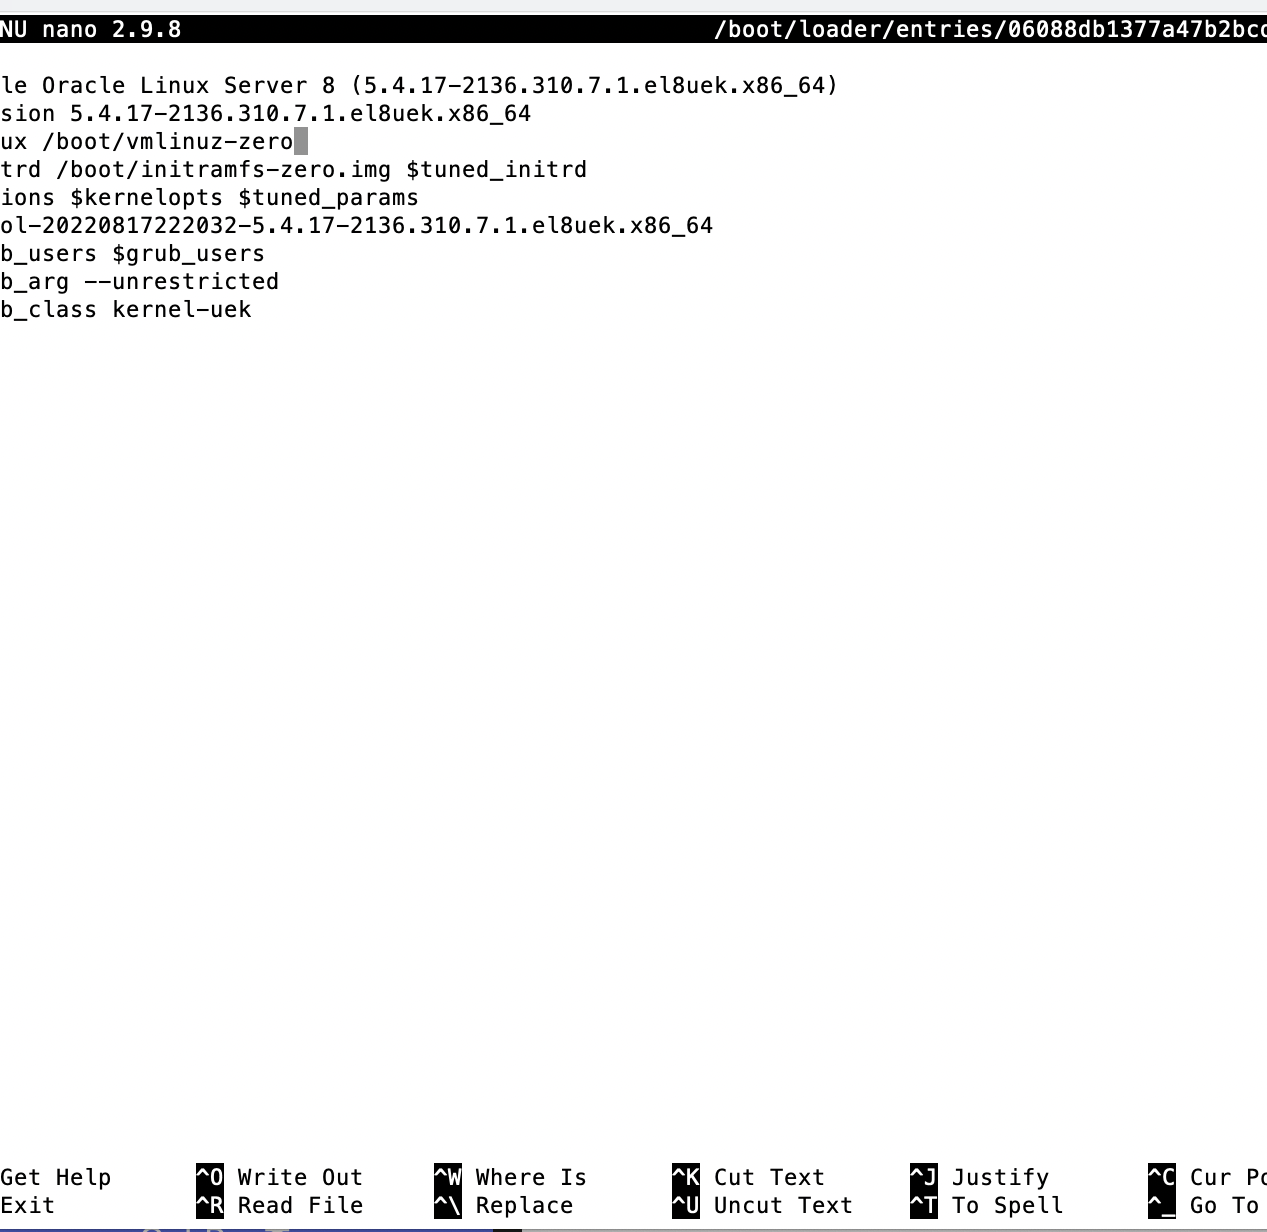 NU nano 2.9.8 /boot/loader/entries/06088db1377a47b2bc
le Oracle Linux Server 8 (5.4.17-2136.310.7.1.el8uek.x86_64)
sion 5.4.17-2136.310.7.1.el8uek.x86_64
ux /boot/vmlinuz-zero
trd /boot/initramfs-zero.img $tuned_initrd
ions $kernelopts $tuned_params
ol-20220817222032-5.4.17-2136.310.7.1.el8uek.x86_64
b_users $grub_users
b_arg --unrestricted
b_class kernel-uek
Get Help ^O Write Out ^W Where Is ^K Cut Text ^J Justify ^C Cur Po
Exit ^R Read File ^\ Replace ^U Uncut Text ^T To Spell ^_ Go To